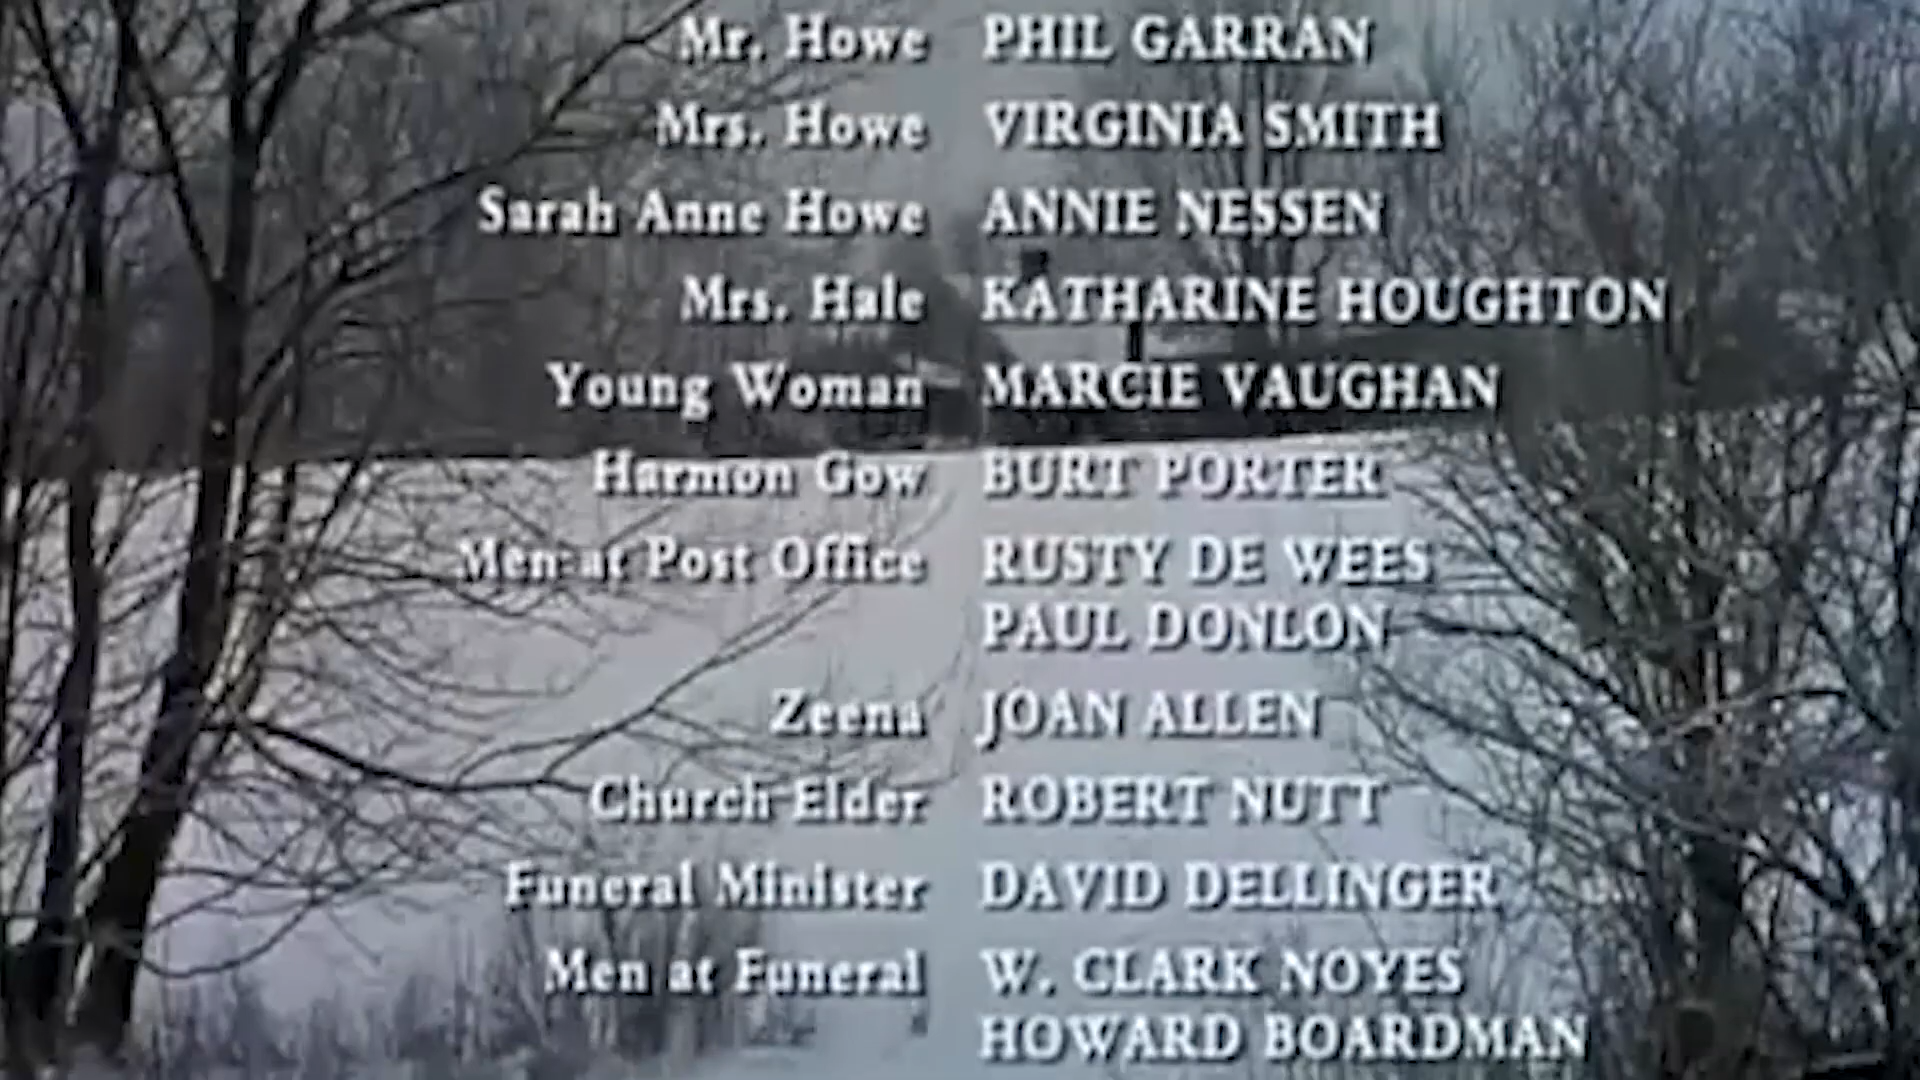 Mr. Howe PHIL GARRAN
Mrs. Howe VIRGINIA SMITH
Sarah Anne Howe ANNIE NESSEN
Mrs. Hale KATHARINE HOUGHTON
Young Woman MARCIE VAUGHAN
Harmon Gow BURT PORTER
Men at Post Office RUSTY DE WEES
PAUL DONLON
Zeena JOAN ALLEN
Church Elder ROBERT NUTT
Funeral Minister DAVID DELLINGER
Men at Funeral W. CLARK NOYES
HOWARD BOARDMAN